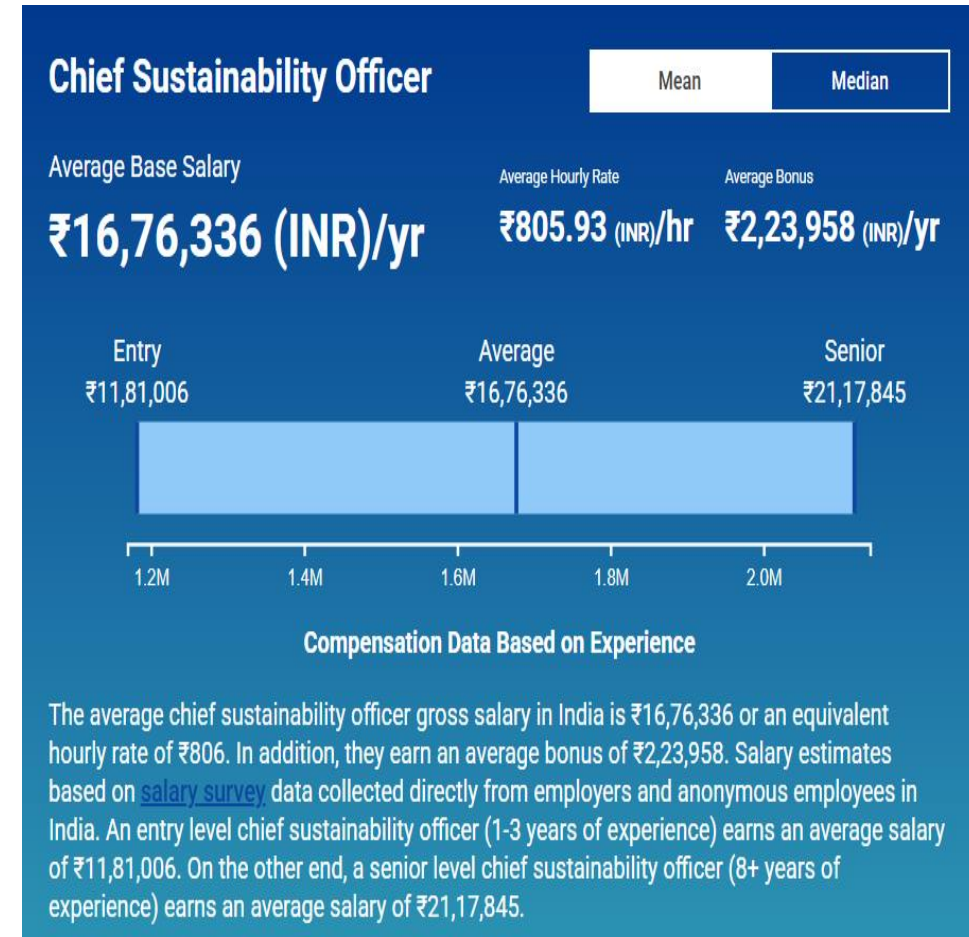 Chief Sustainability Officer
Mean
Median
Average Base Salary
₹16,76,336 (INR)/yr
Average Hourly Rate
₹805.93 (INR)/hr
Average Bonus
₹2,23,958 (INR)/yr
Entry
₹11,81,006
Average
₹16,76,336
Senior
₹21,17,845
1.2M 1.4M 1.6M 1.8M 2.0M
Compensation Data Based on Experience
The average chief sustainability officer gross salary in India is ₹16,76,336 or an equivalent
hourly rate of ₹806. In addition, they earn an average bonus of ₹2,23,958. Salary estimates
based on salary survey data collected directly from employers and anonymous employees in
India. An entry level chief sustainability officer (1-3 years of experience) earns an average salary
of ₹11,81,006. On the other end, a senior level chief sustainability officer (8+ years of
experience) earns an average salary of ₹21,17,845.